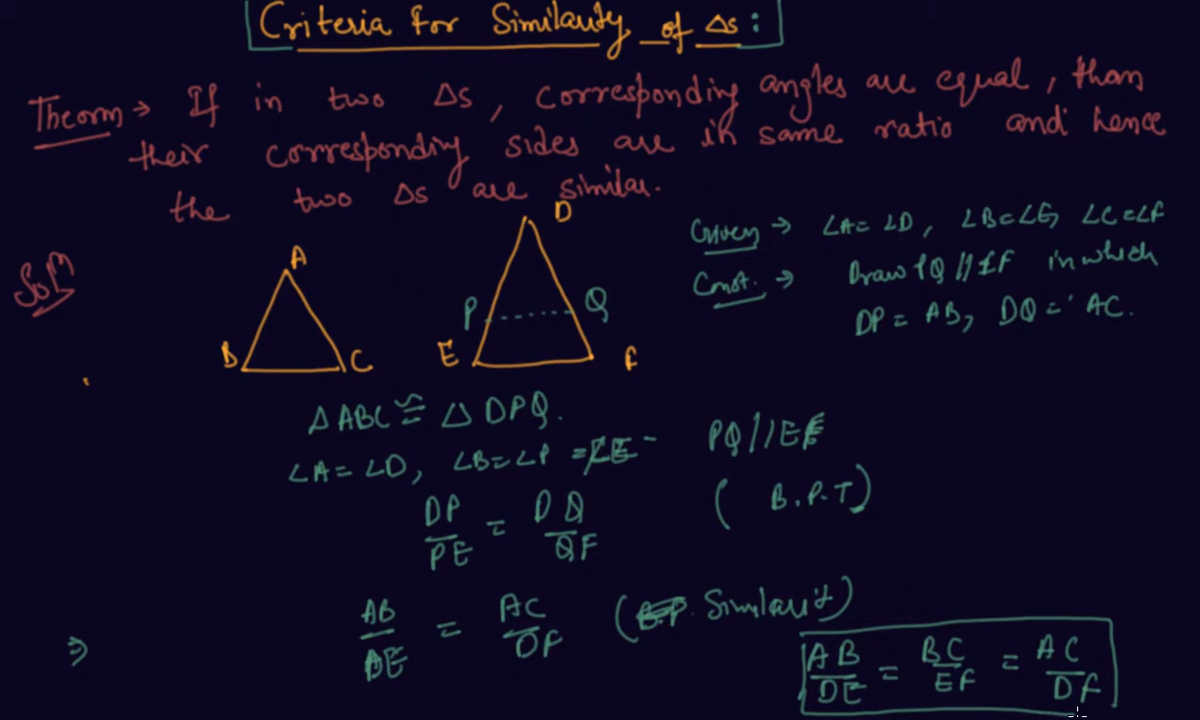 Criteria for Similarity of Δs :
Theorm → If in two Δs, corresponding angles are equal, then
their corresponding sides are in same ratio and hence
the two Δs are similar.
Given → ∠A = ∠D, ∠B = ∠E, ∠C = ∠F
Const. → Draw PQ // EF in which
DP = AB, DQ = AC.
Solⁿ
A
B
C
D
P
Q
E
F
Δ ABC ≅ Δ DPQ.
∠A = ∠D, ∠B = ∠P = ∠E
PQ // EF
DP/PE = DQ/QF
(B.P.T)
⇒ AB/DE = AC/DF (Similarit)
AB/DE = BC/EF = AC/DF